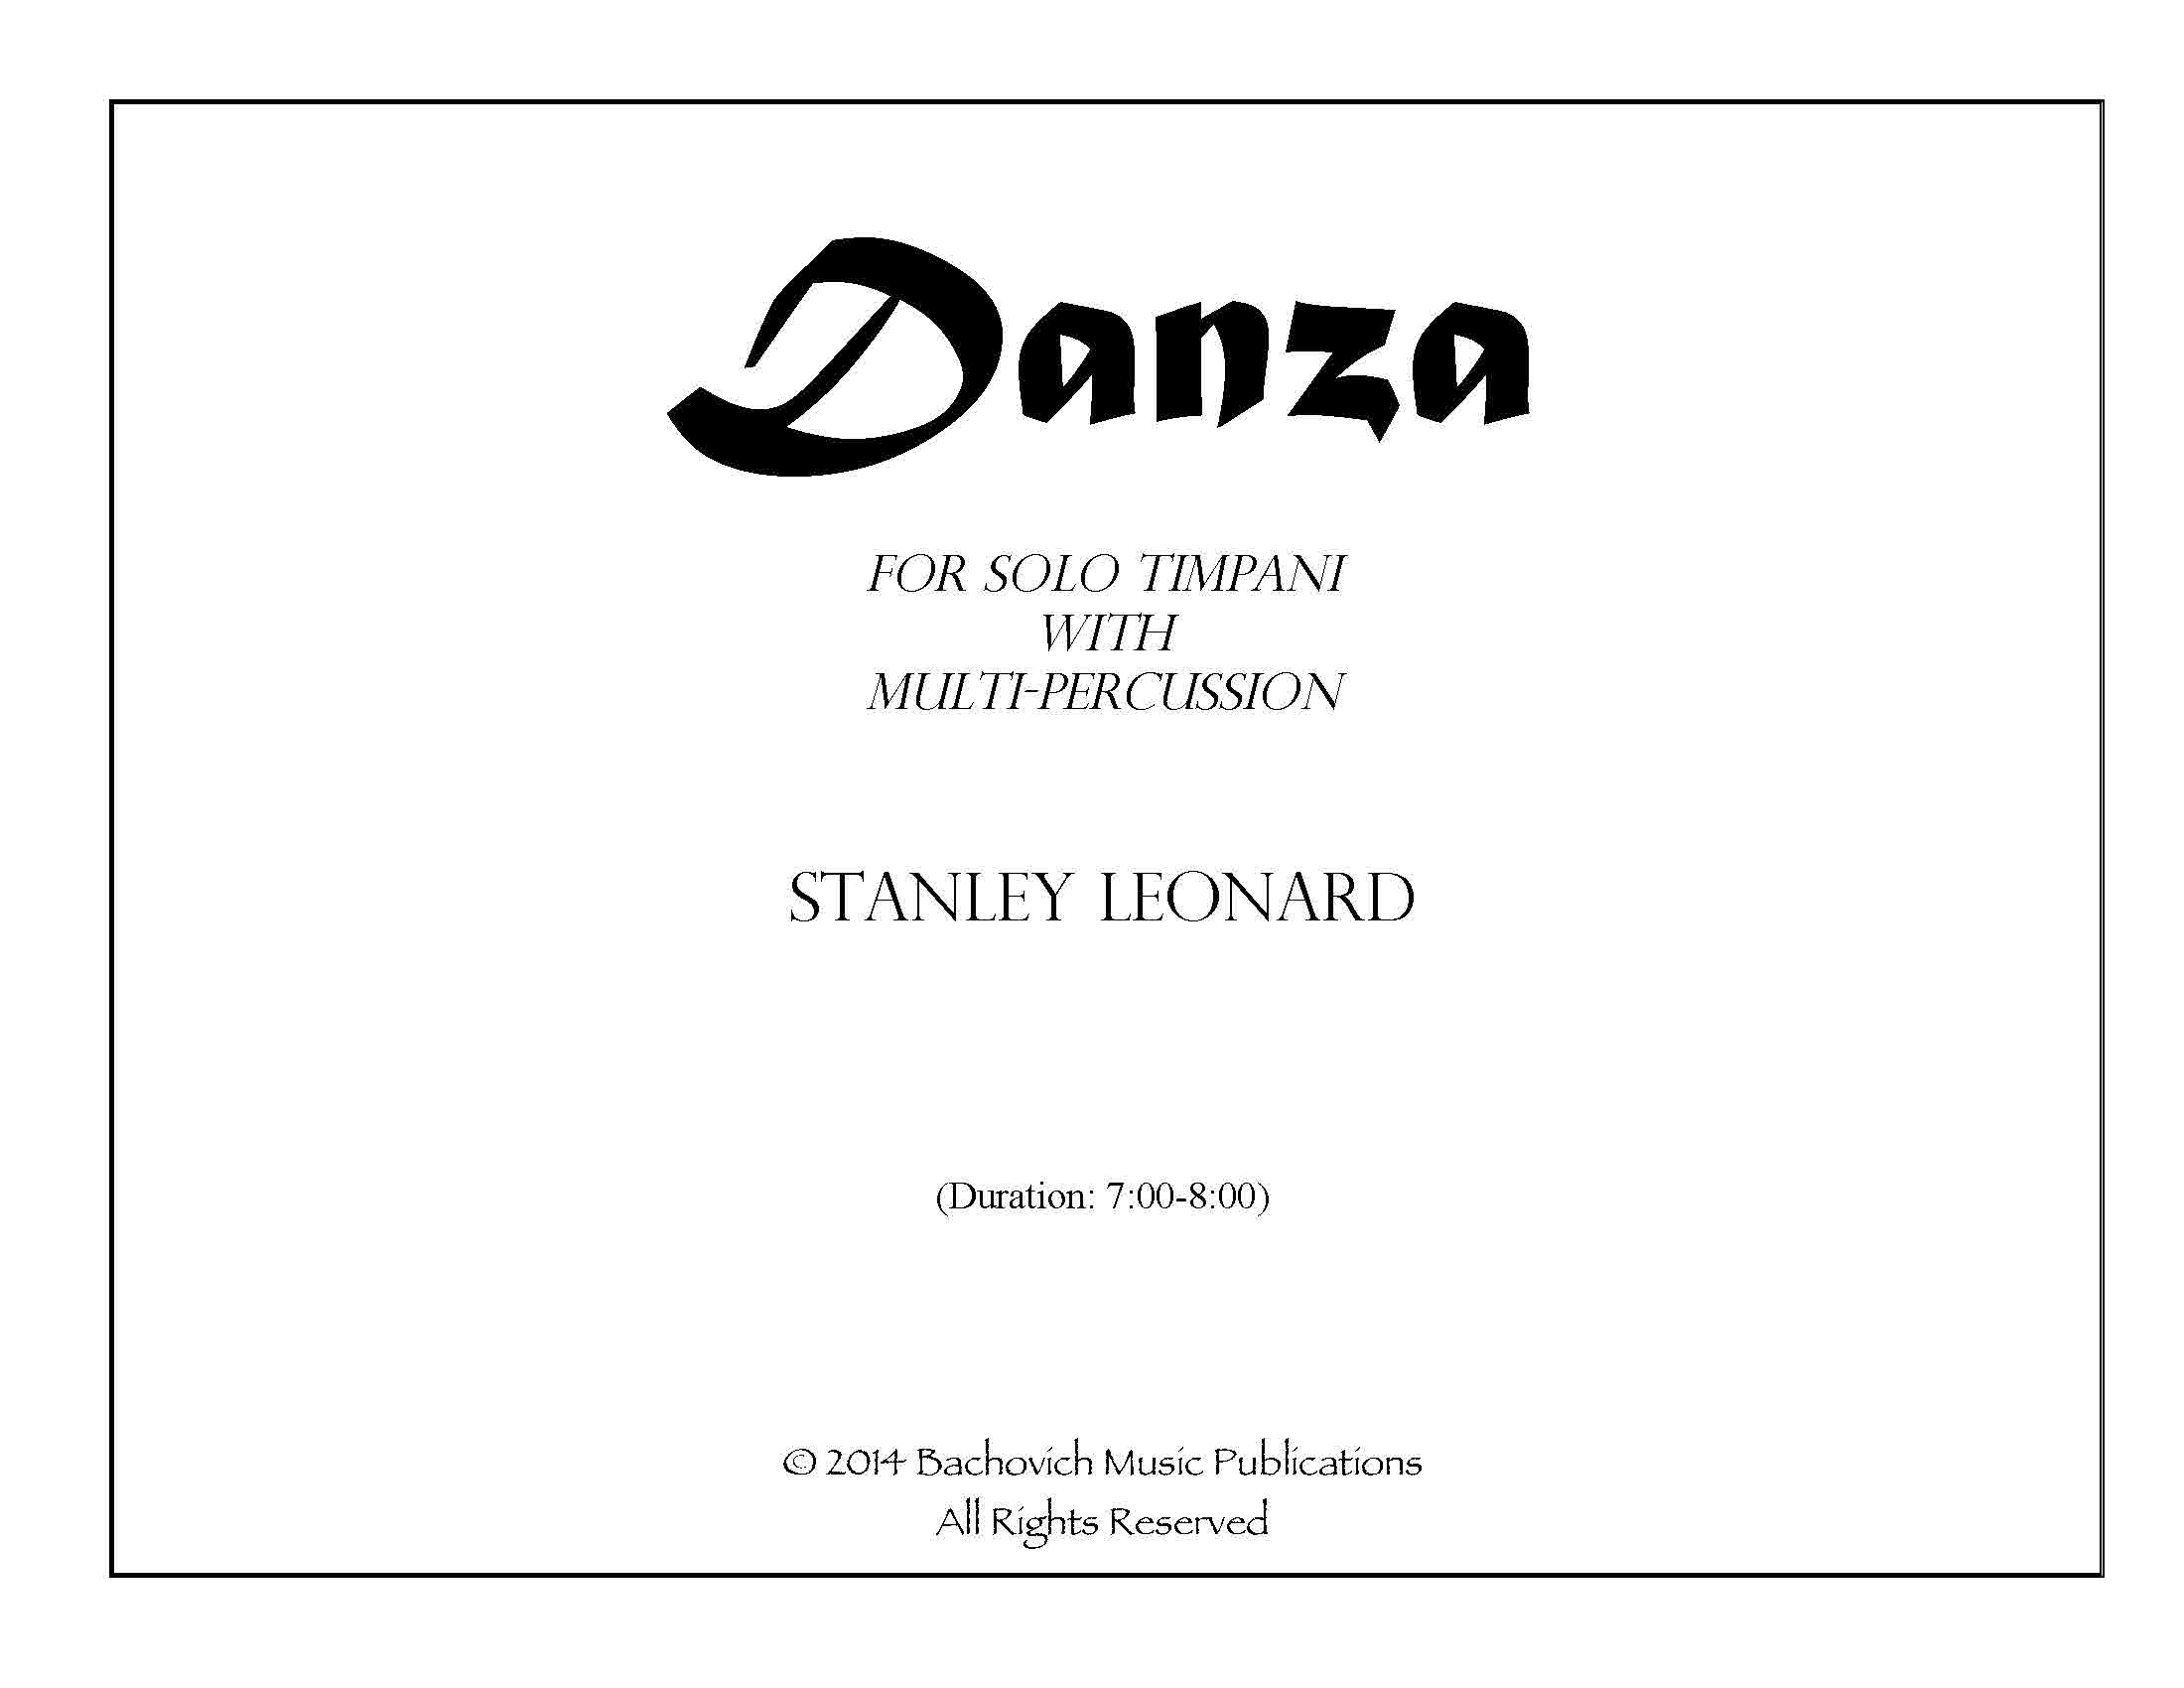 Danza
FOR SOLO TIMPANI
WITH
MULTI-PERCUSSION
STANLEY LEONARD
(Duration: 7:00-8:00)
© 2014 Bachovich Music Publications
All Rights Reserved